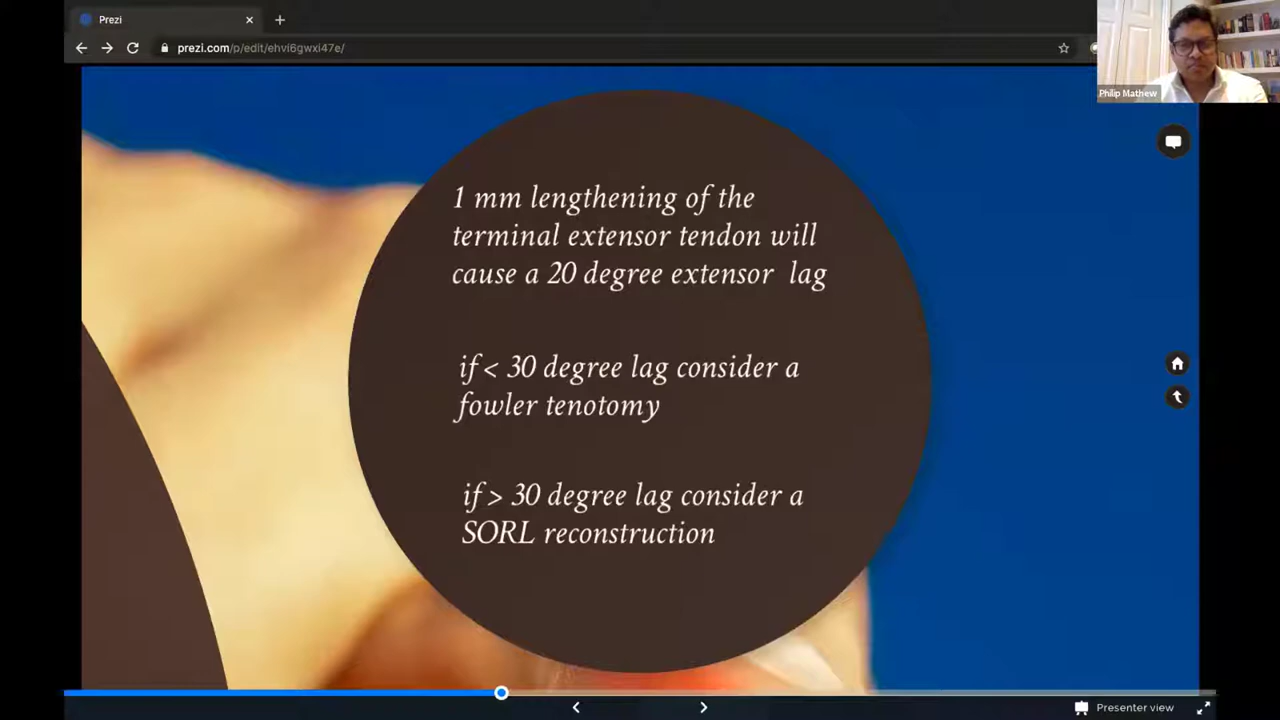 Prezi
prezi.com/p/edit/ehvi6gwxi47e/
Philip Mathew
1 mm lengthening of the
terminal extensor tendon will
cause a 20 degree extensor lag
if < 30 degree lag consider a
fowler tenotomy
if > 30 degree lag consider a
SORL reconstruction
Presenter view